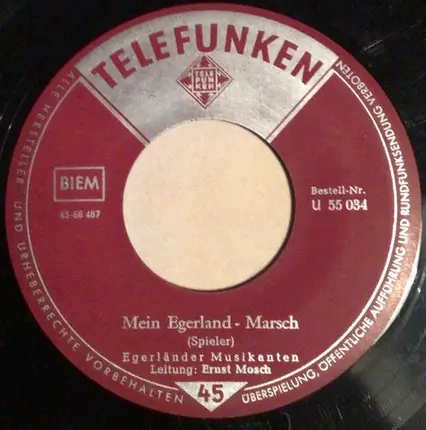 TELEFUNKEN
TELE
FUN
KEN
BIEM
45-66 487
Bestell-Nr.
U 55 034
Mein Egerland - Marsch
(Spieler)
Egerländer Musikanten
Leitung: Ernst Mosch
45
ALLE HERSTELLER - UND URHEBERRECHTE VORBEHALTEN
ÜBERSPIELUNG, ÖFFENTLICHE AUFFÜHRUNG UND RUNDFUNKSENDUNG VERBOTEN